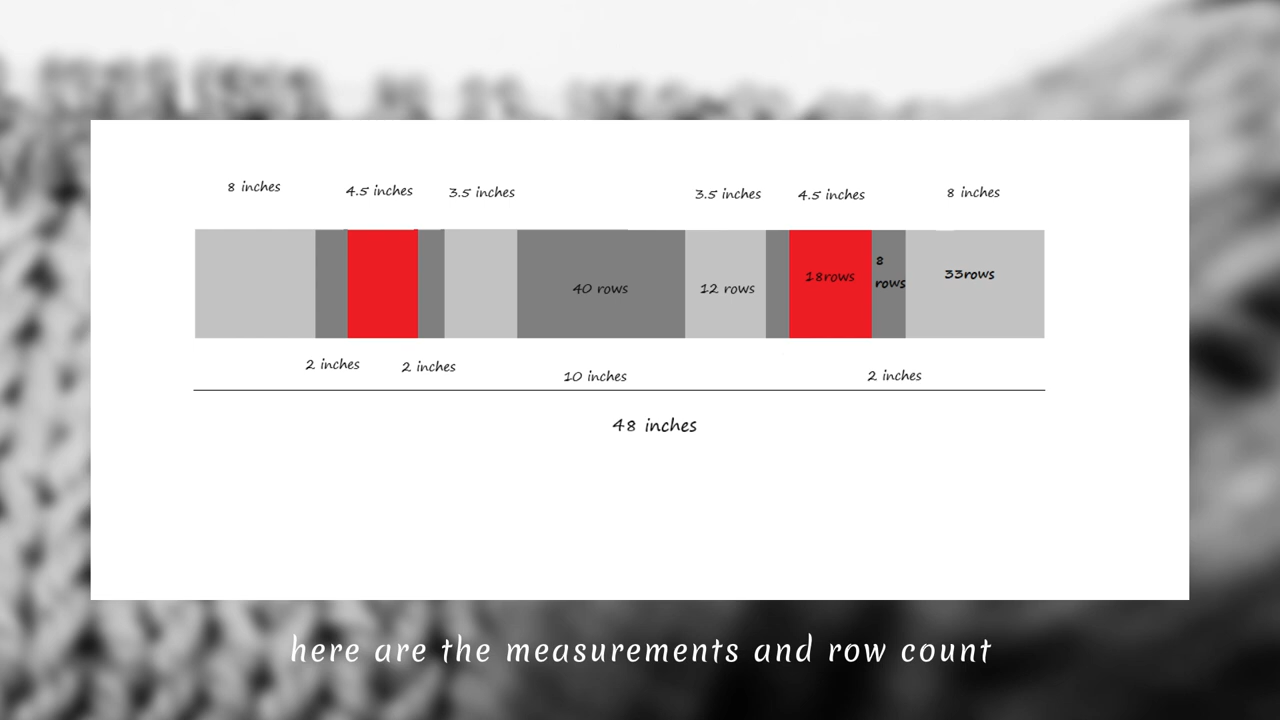 8 inches
4.5 inches
3.5 inches
3.5 inches
4.5 inches
8 inches
40 rows
12 rows
18rows
8
rows
33rows
2 inches
2 inches
10 inches
2 inches
48 inches
here are the measurements and row count